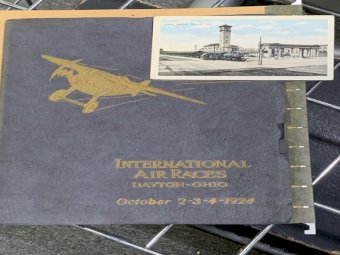 INTERNATIONAL
AIR RACES
DAYTON-OHIO
October 2-3-4-1924